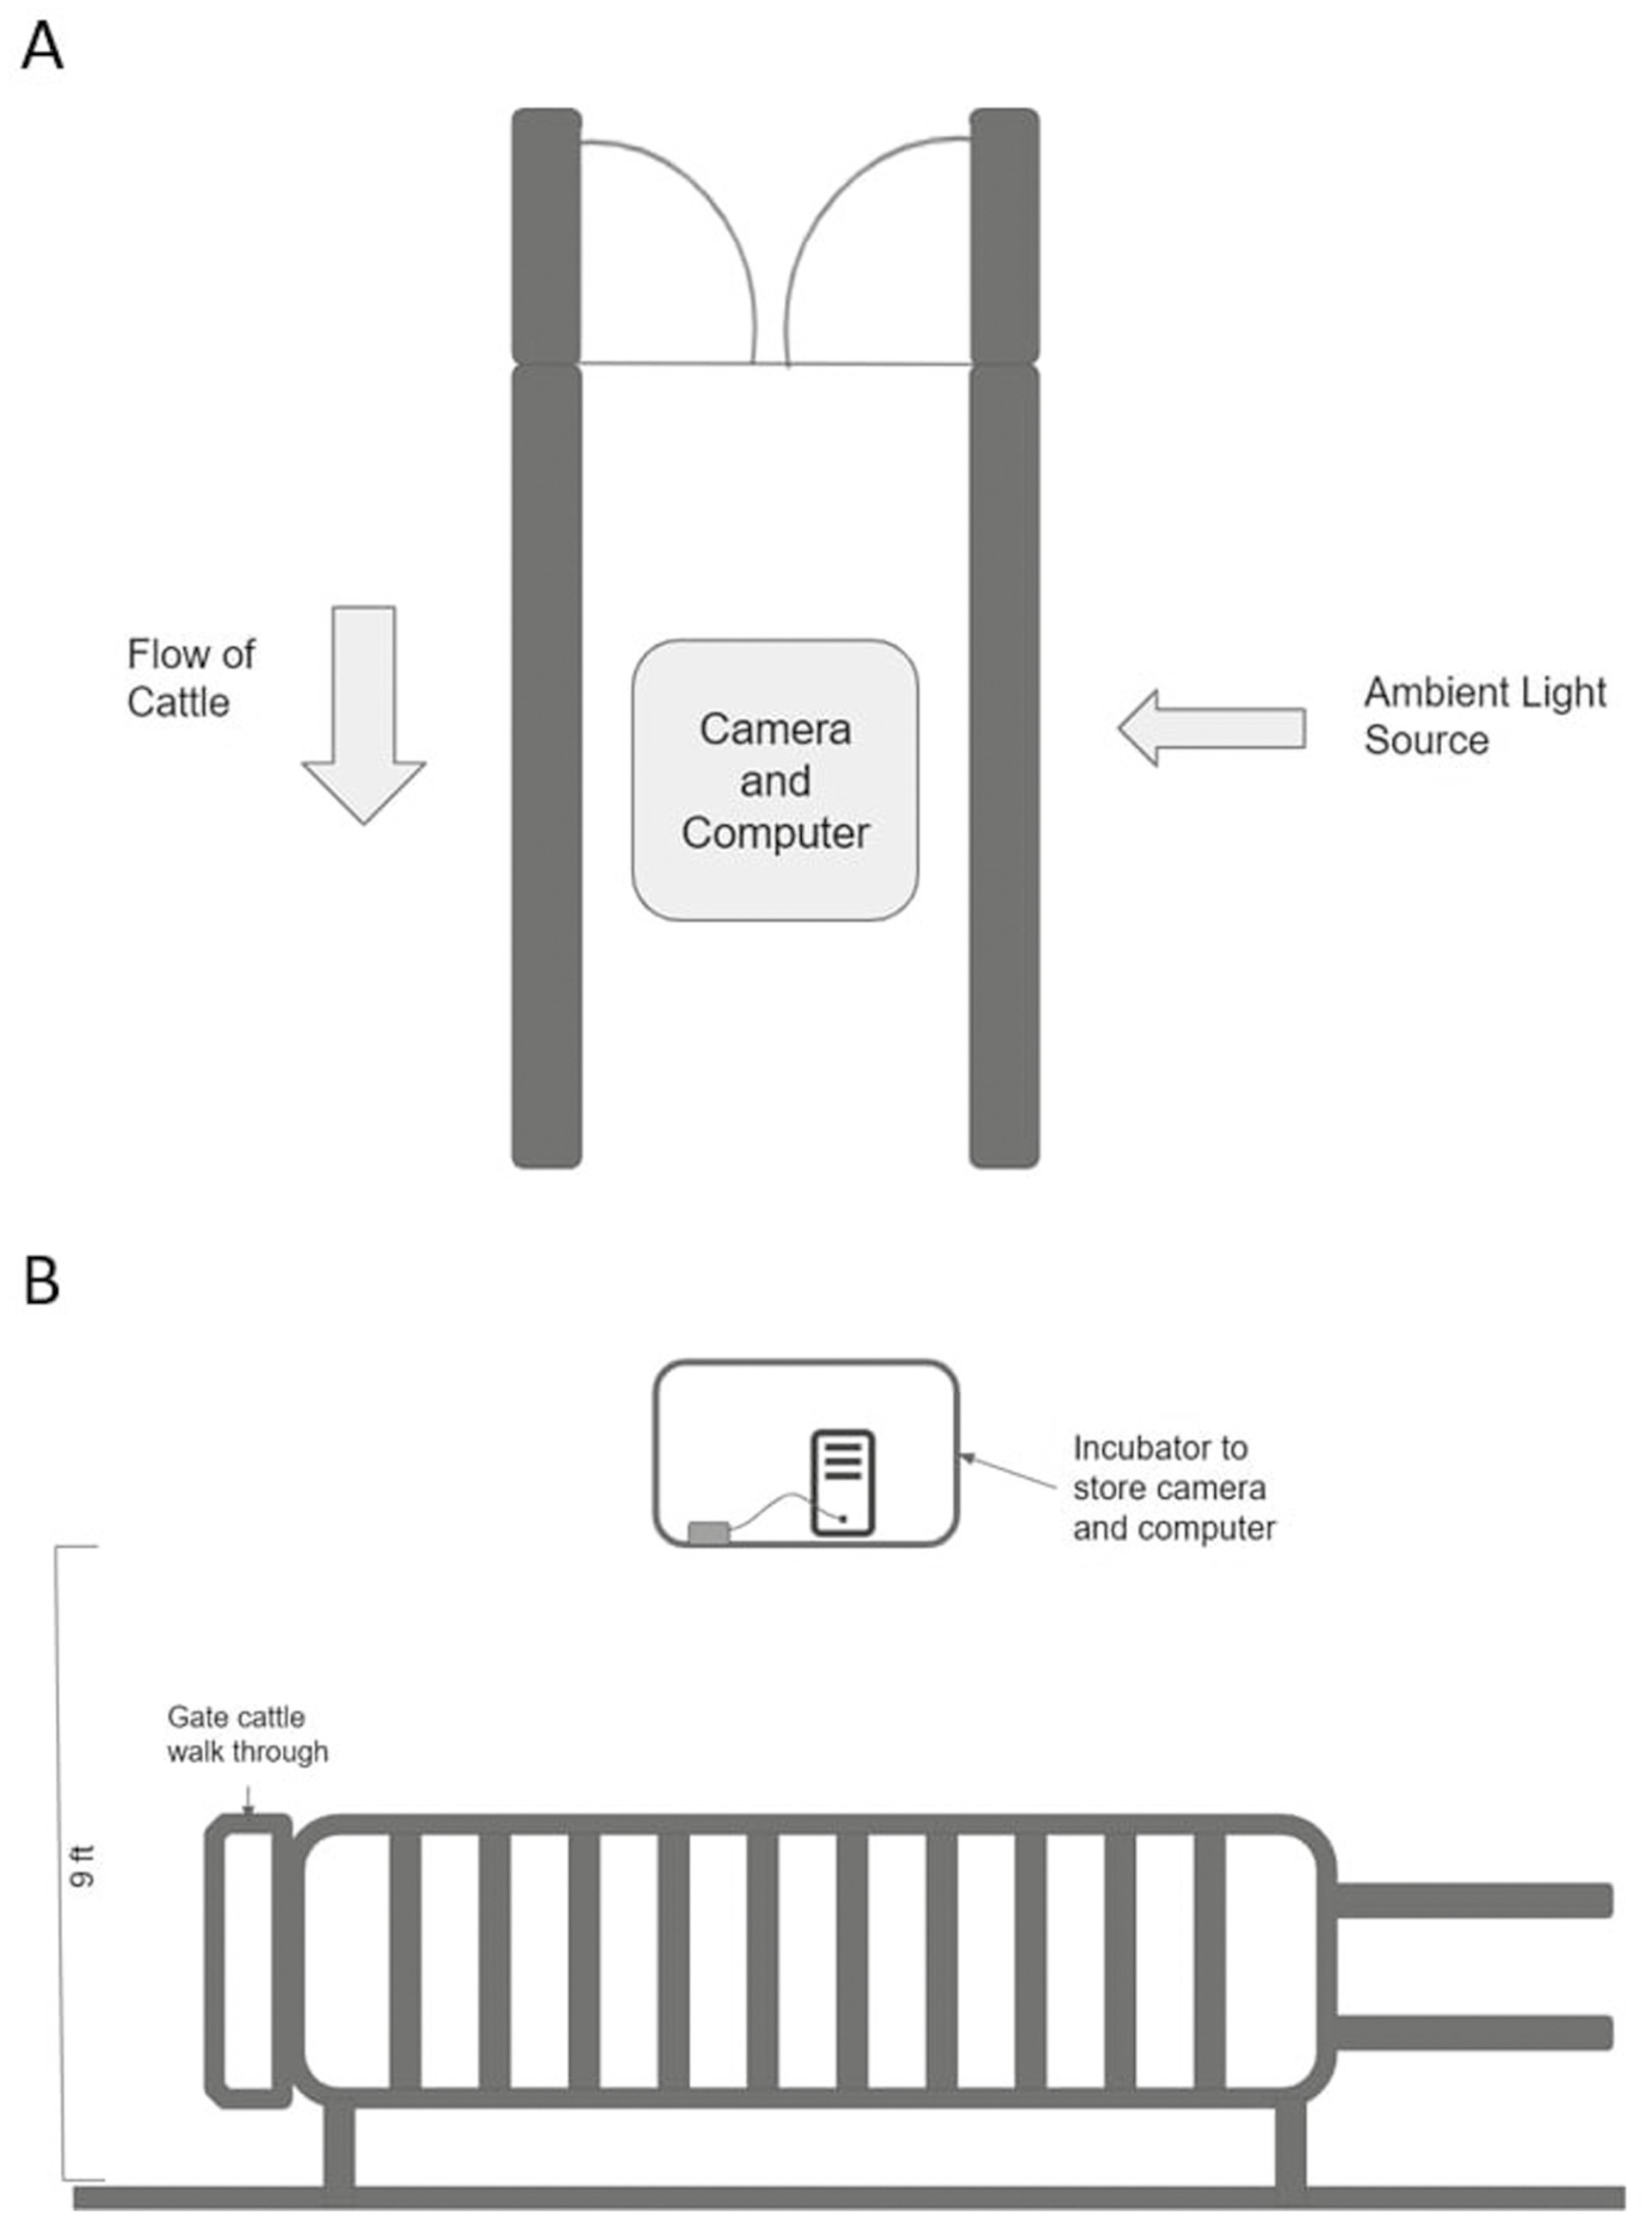 A
Flow of
Cattle
Camera
and
Computer
Ambient Light
Source
B
Incubator to
store camera
and computer
Gate cattle
walk through
9 ft